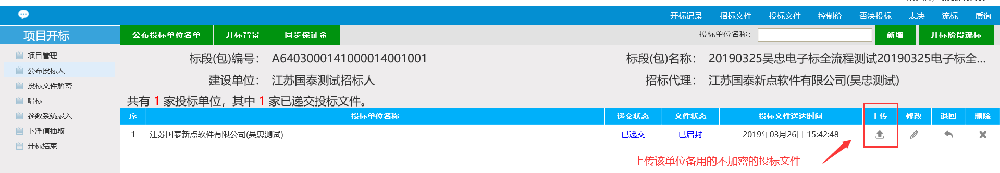 开标记录 招标文件 投标文件 控制价 否决投标 表决 流标 质询
项目开标
公布投标单位名单 开标背景 同步保证金 投标单位名称： 新增 开标阶段流标
项目管理
公布投标人
投标文件解密
唱标
参数系统录入
下浮值抽取
开标结束
标段(包)编号： A6403000141000014001001 标段(包)名称： 20190325吴忠电子标全流程测试20190325电子标全...
建设单位： 江苏国泰测试招标人 招标代理： 江苏国泰新点软件有限公司(吴忠测试)
共有 1 家投标单位，其中 1 家已递交投标文件。
序 投标单位名称 递交状态 文件状态 投标文件送达时间 上传 修改 退回 删除
1 江苏国泰新点软件有限公司(吴忠测试) 已递交 已启封 2019年03月26日 15:42:48
上传该单位备用的不加密的投标文件